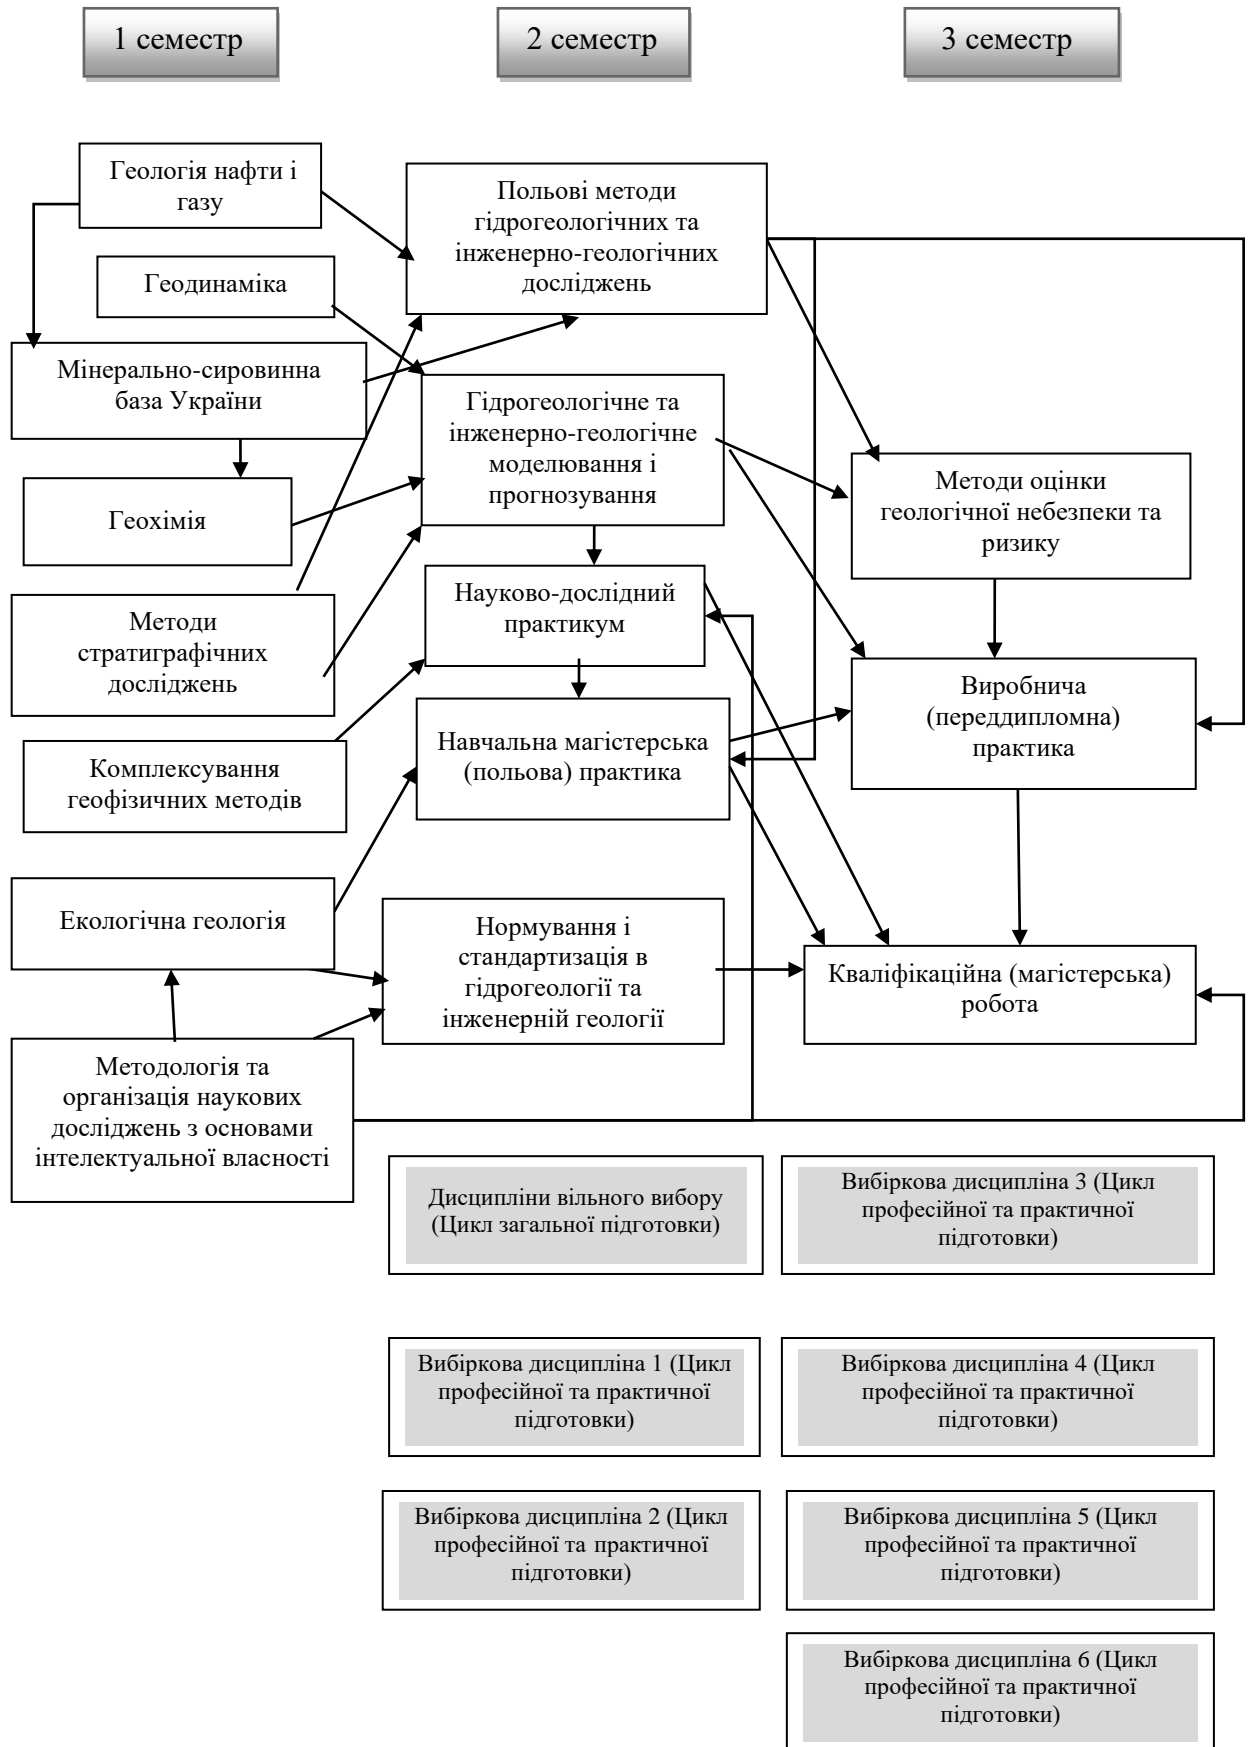 1 семестр
2 семестр
3 семестр
Геологія нафти і
газу
Польові методи
гідрогеологічних та
інженерно-геологічних
досліджень
Геодинаміка
Мінерально-сировинна
база України
Гідрогеологічне та
інженерно-геологічне
моделювання і
прогнозування
Методи оцінки
геологічної небезпеки та
ризику
Геохімія
Науково-дослідний
практикум
Методи
стратиграфічних
досліджень
Виробнича
(переддипломна)
практика
Навчальна магістерська
(польова) практика
Комплексування
геофізичних методів
Екологічна геологія
Нормування і
стандартизація в
гідрогеології та
інженерній геології
Кваліфікаційна (магістерська)
робота
Методологія та
організація наукових
досліджень з основами
інтелектуальної власності
Дисципліни вільного вибору
(Цикл загальної підготовки)
Вибіркова дисципліна 3 (Цикл
професійної та практичної
підготовки)
Вибіркова дисципліна 1 (Цикл
професійної та практичної
підготовки)
Вибіркова дисципліна 4 (Цикл
професійної та практичної
підготовки)
Вибіркова дисципліна 2 (Цикл
професійної та практичної
підготовки)
Вибіркова дисципліна 5 (Цикл
професійної та практичної
підготовки)
Вибіркова дисципліна 6 (Цикл
професійної та практичної
підготовки)